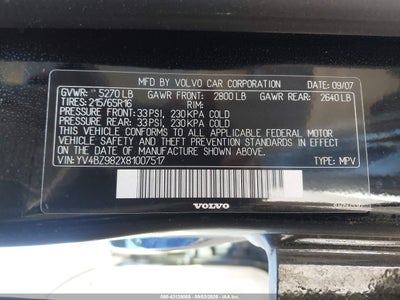 MFD BY VOLVO CAR CORPORATION DATE: 09/07
GVWR: 5270 LB GAWR FRONT: 2800 LB GAWR REAR: 2640 LB
TIRES: 215/65R16 RIM:
PRESSURE FRONT: 33 PSI, 230 KPA COLD
PRESSURE REAR: 33 PSI, 230 KPA COLD
THIS VEHICLE CONFORMS TO ALL APPLICABLE FEDERAL MOTOR
VEHICLE SAFETY AND THEFT PREVENTION STANDARDS IN
EFFECT ON THE DATE OF MANUFACTURE SHOWN ABOVE.
VIN: YV4BZ982X81007517 TYPE: MPV
VOLVO